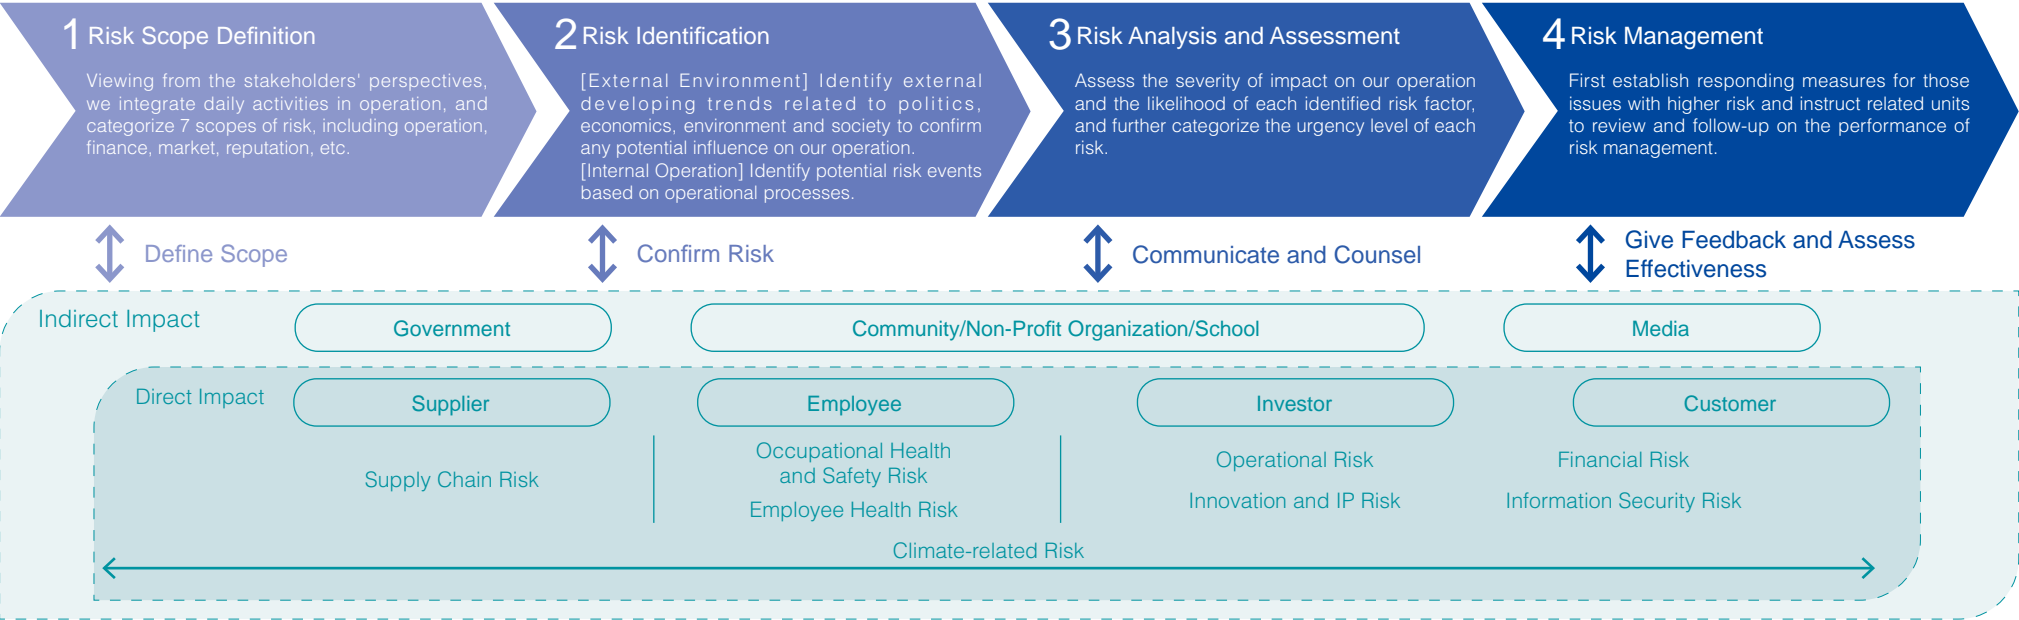 1 Risk Scope Definition
Viewing from the stakeholders' perspectives,
we integrate daily activities in operation, and
categorize 7 scopes of risk, including operation,
finance, market, reputation, etc.
2 Risk Identification
[External Environment] Identify external
developing trends related to politics,
economics, environment and society to confirm
any potential influence on our operation.
[Internal Operation] Identify potential risk events
based on operational processes.
3 Risk Analysis and Assessment
Assess the severity of impact on our operation
and the likelihood of each identified risk factor,
and further categorize the urgency level of each
risk.
4 Risk Management
First establish responding measures for those
issues with higher risk and instruct related units
to review and follow-up on the performance of
risk management.
Define Scope
Confirm Risk
Communicate and Counsel
Give Feedback and Assess
Effectiveness
Indirect Impact
Government
Community/Non-Profit Organization/School
Media
Direct Impact
Supplier
Employee
Investor
Customer
Supply Chain Risk
Occupational Health
and Safety Risk
Employee Health Risk
Operational Risk
Financial Risk
Innovation and IP Risk
Information Security Risk
Climate-related Risk